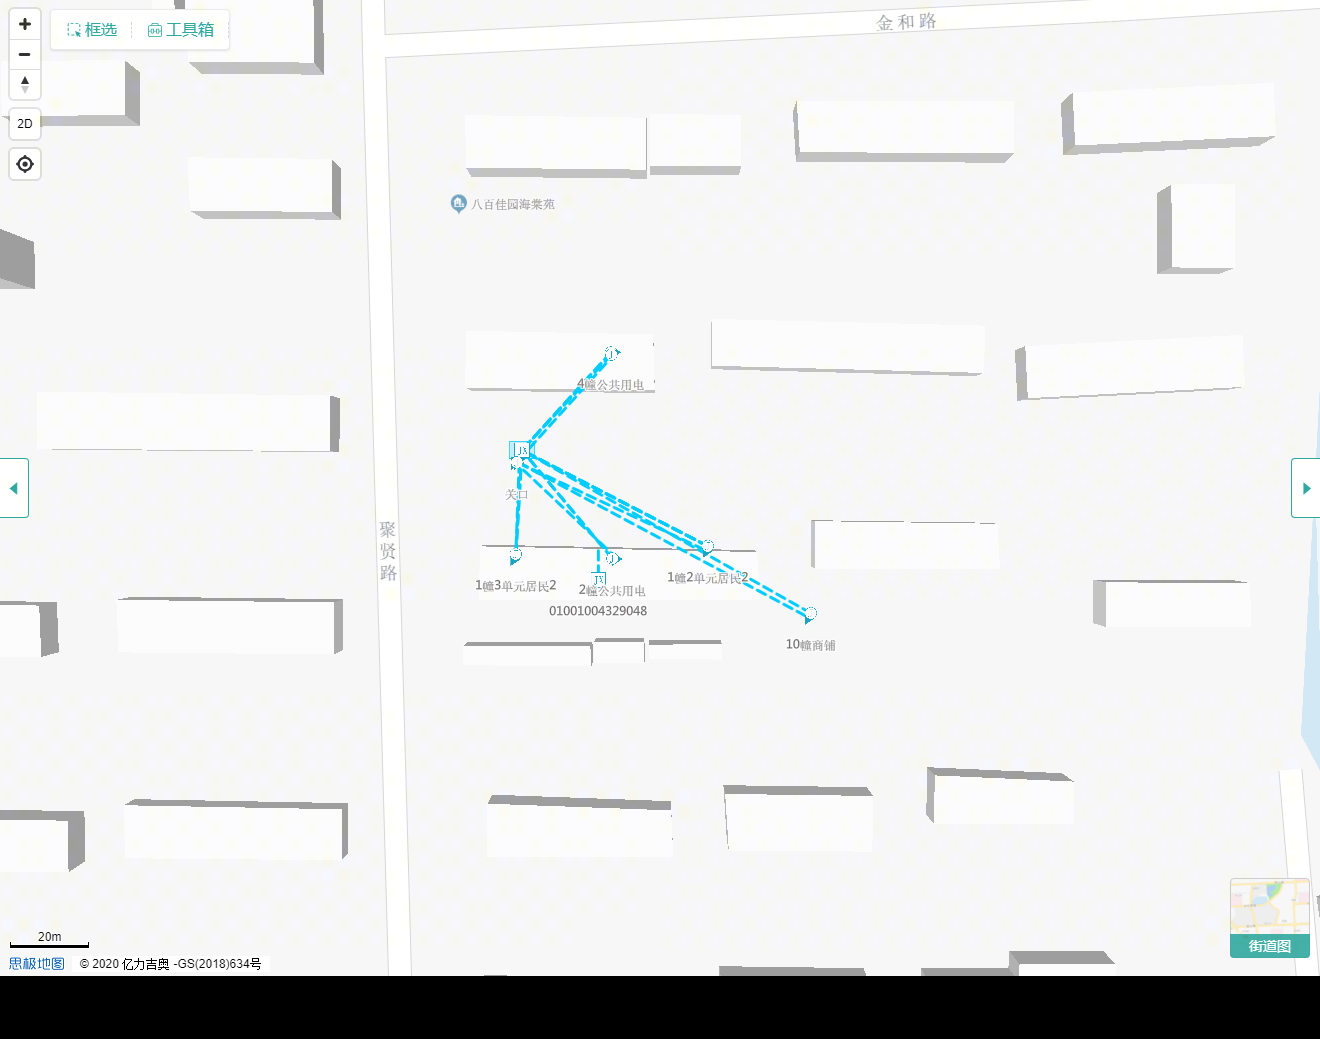 框选 工具箱
2D
金和路
八百佳园海棠苑
4幢公共用电
JX
关口
聚贤路
1幢3单元居民2
JX
2幢公共用电
1幢2单元居民2
01001004329048
10幢商铺
20m
思极地图 © 2020 亿力吉奥 -GS(2018)634号
街道图